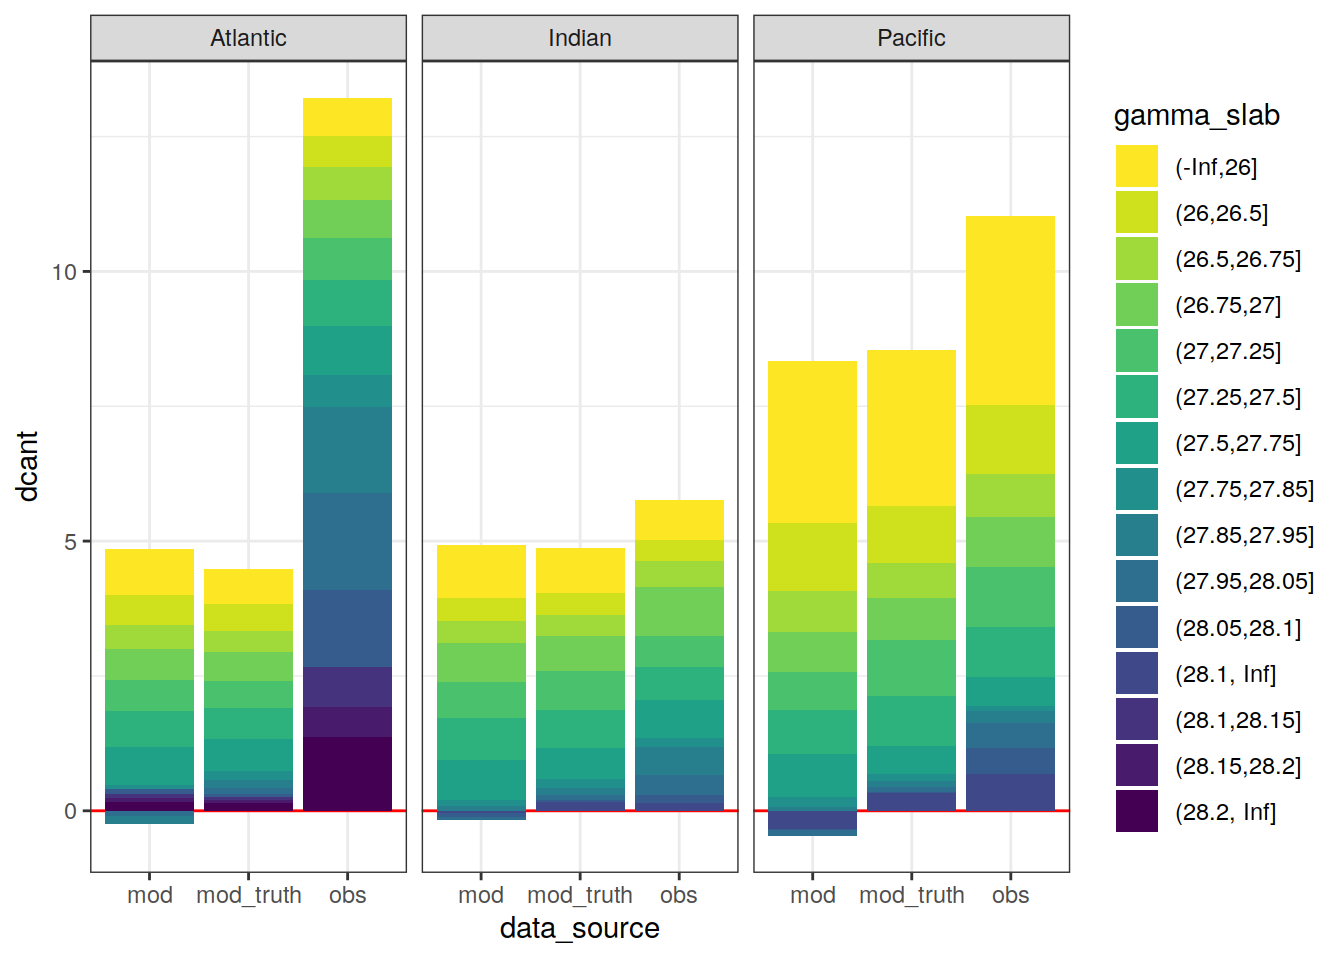 Atlantic
Indian
Pacific
10
5
0
dcant
mod
mod_truth
obs
mod
mod_truth
obs
mod
mod_truth
obs
data_source
gamma_slab
(-Inf,26]
(26,26.5]
(26.5,26.75]
(26.75,27]
(27,27.25]
(27.25,27.5]
(27.5,27.75]
(27.75,27.85]
(27.85,27.95]
(27.95,28.05]
(28.05,28.1]
(28.1, Inf]
(28.1,28.15]
(28.15,28.2]
(28.2, Inf]